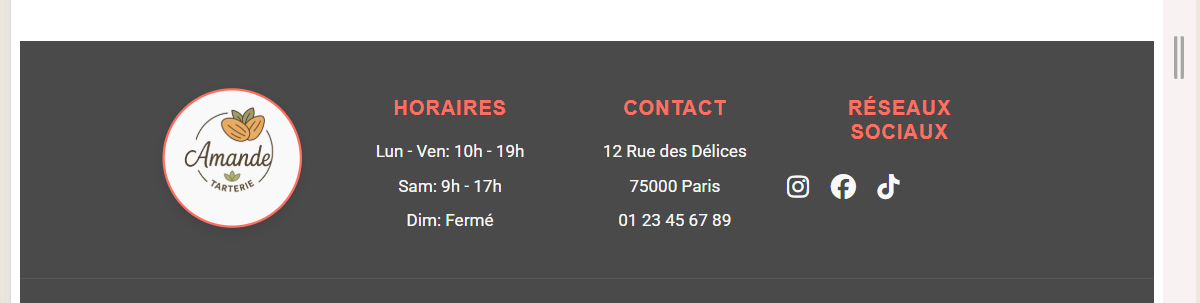 Amande
TARTERIE
HORAIRES
Lun - Ven: 10h - 19h
Sam: 9h - 17h
Dim: Fermé
CONTACT
12 Rue des Délices
75000 Paris
01 23 45 67 89
RÉSEAUX
SOCIAUX